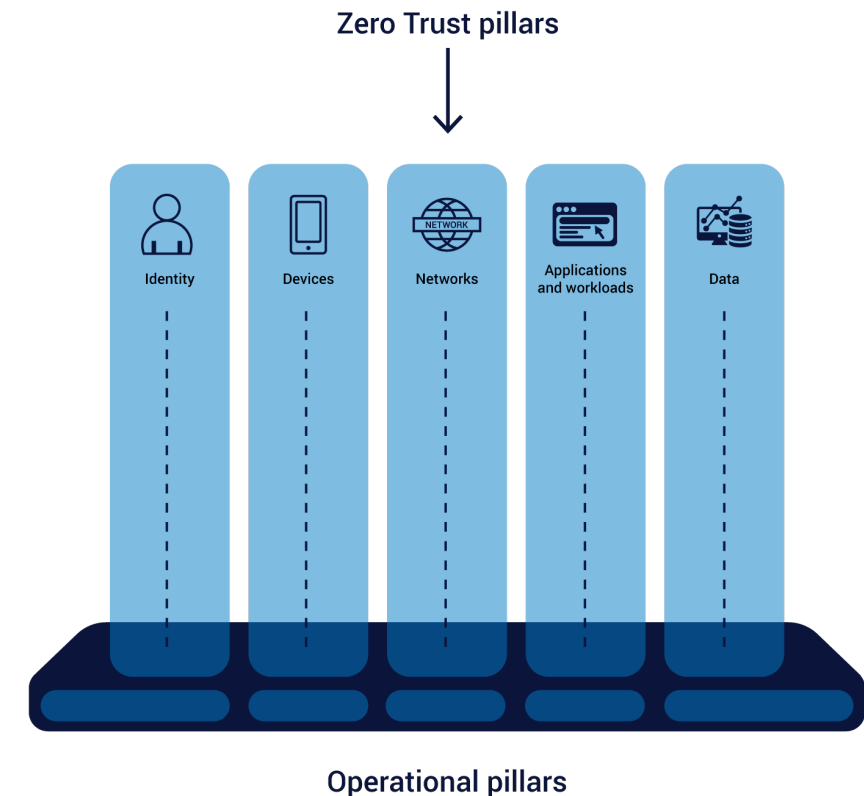 Zero Trust pillars
NETWORK
Identity
Devices
Networks
Applications
and workloads
Data
Operational pillars